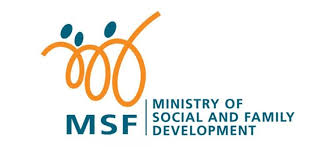 MSF
MINISTRY OF
SOCIAL AND FAMILY
DEVELOPMENT